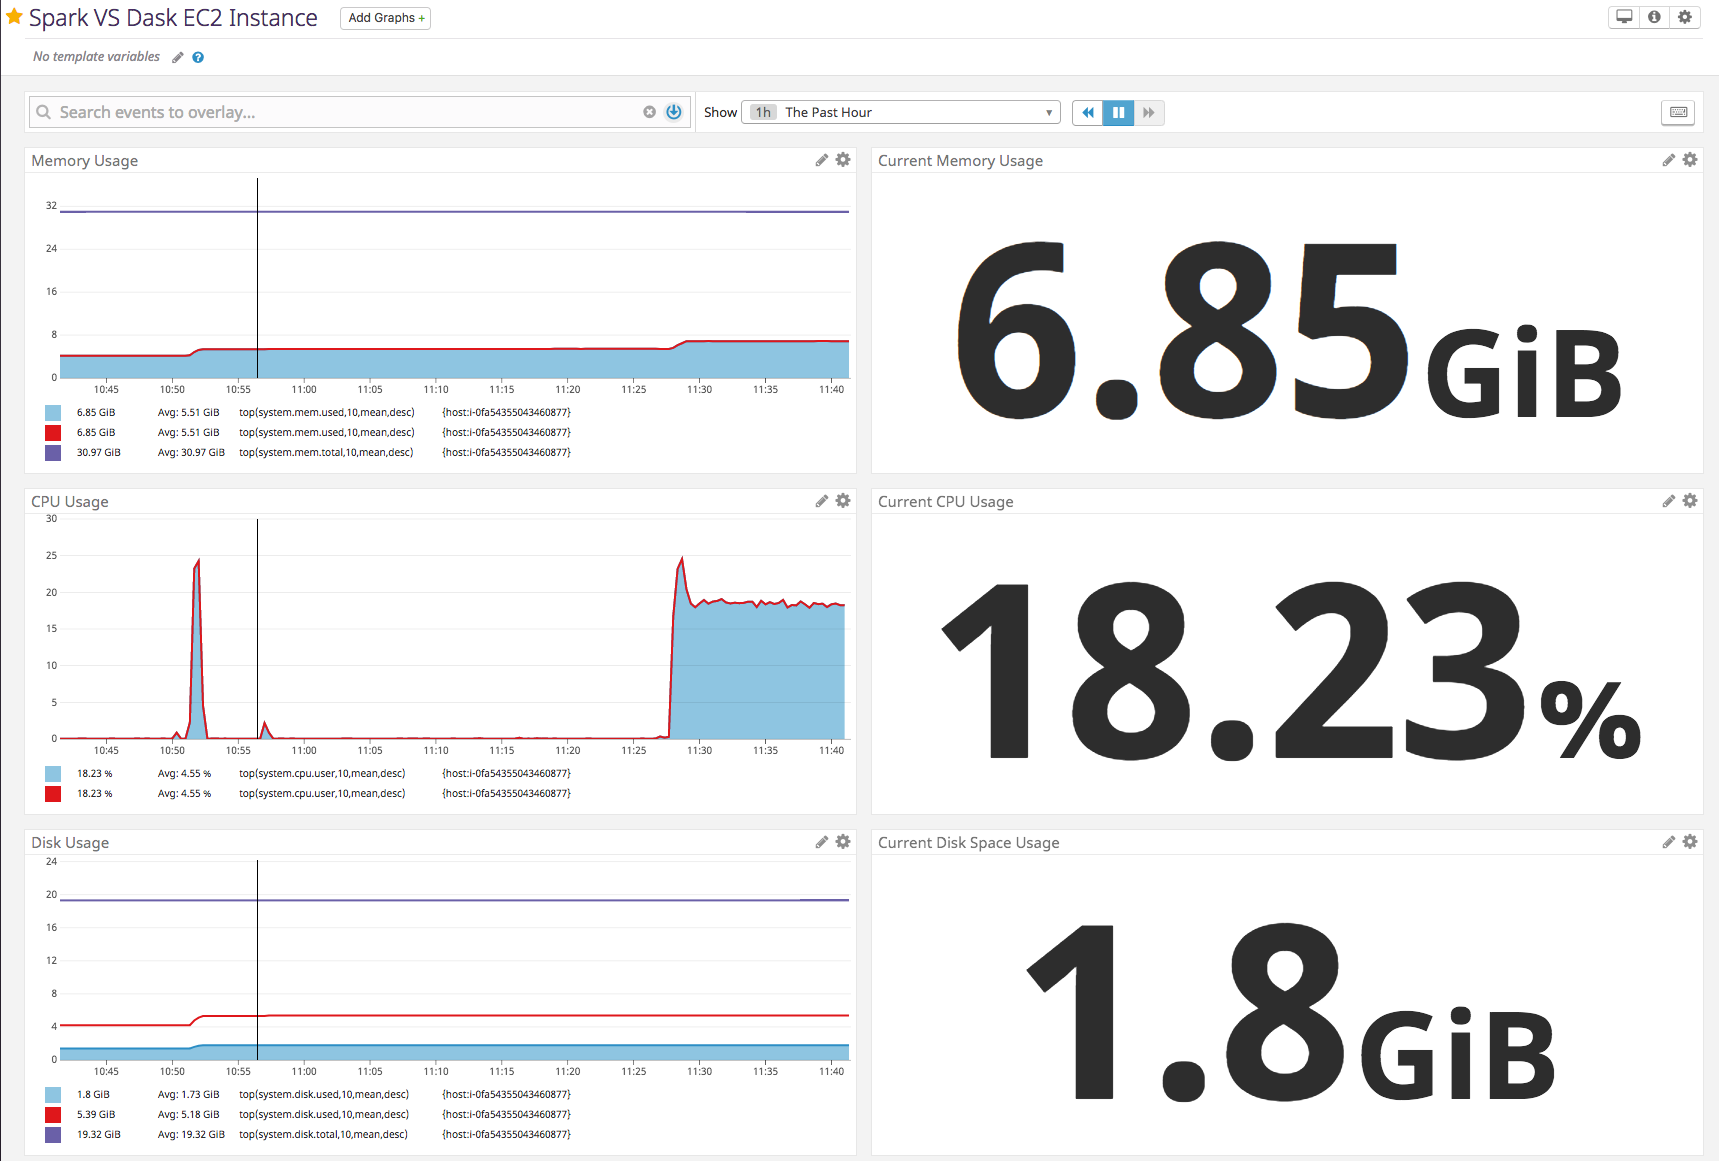 Spark VS Dask EC2 Instance Add Graphs +
No template variables
Search events to overlay...
Show 1h The Past Hour
Memory Usage
32
24
16
8
0
10:45 10:50 10:55 11:00 11:05 11:10 11:15 11:20 11:25 11:30 11:35 11:40
6.85 GiB Avg: 5.51 GiB top(system.mem.used,10,mean,desc) {host:i-0fa54355043460877}
6.85 GiB Avg: 5.51 GiB top(system.mem.used,10,mean,desc) {host:i-0fa54355043460877}
30.97 GiB Avg: 30.97 GiB top(system.mem.total,10,mean,desc) {host:i-0fa54355043460877}
Current Memory Usage
6.85GiB
CPU Usage
30
25
20
15
10
5
0
10:45 10:50 10:55 11:00 11:05 11:10 11:15 11:20 11:25 11:30 11:35 11:40
18.23 % Avg: 4.55 % top(system.cpu.user,10,mean,desc) {host:i-0fa54355043460877}
18.23 % Avg: 4.55 % top(system.cpu.user,10,mean,desc) {host:i-0fa54355043460877}
Current CPU Usage
18.23%
Disk Usage
24
20
16
12
8
4
0
10:45 10:50 10:55 11:00 11:05 11:10 11:15 11:20 11:25 11:30 11:35 11:40
1.8 GiB Avg: 1.73 GiB top(system.disk.used,10,mean,desc) {host:i-0fa54355043460877}
5.39 GiB Avg: 5.18 GiB top(system.disk.used,10,mean,desc) {host:i-0fa54355043460877}
19.32 GiB Avg: 19.32 GiB top(system.disk.total,10,mean,desc) {host:i-0fa54355043460877}
Current Disk Space Usage
1.8GiB